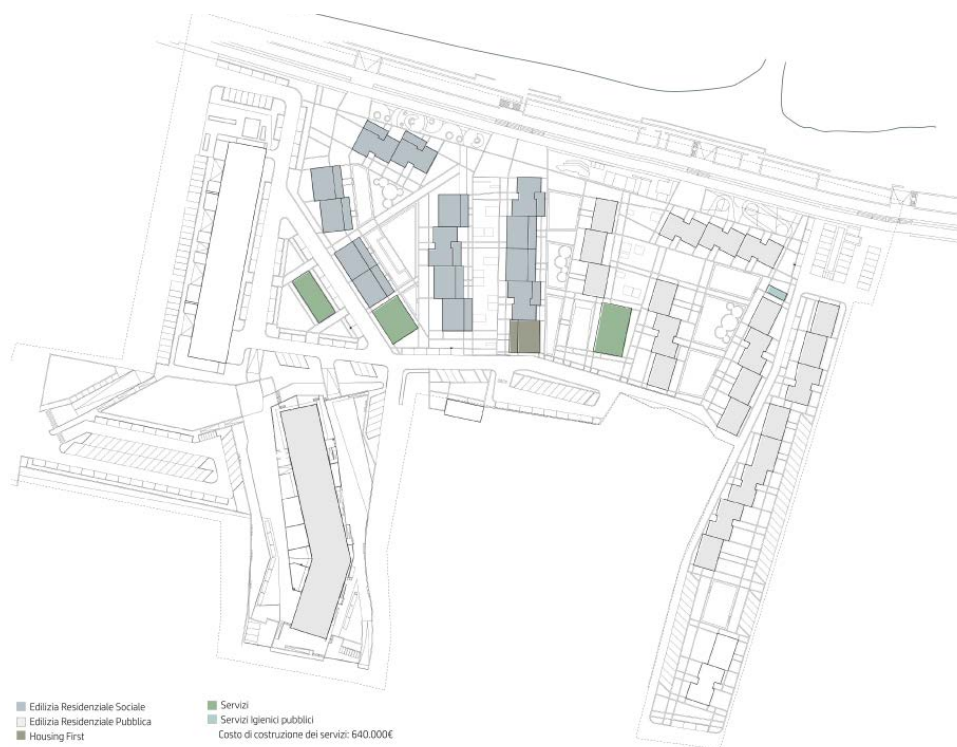 Edilizia Residenziale Sociale
Edilizia Residenziale Pubblica
Housing First
Servizi
Servizi Igienici pubblici
Costo di costruzione dei servizi: 640.000€